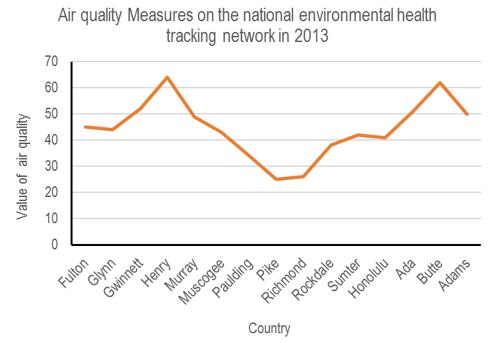 Air quality Measures on the national environmental health
tracking network in 2013
Value of air quality
70
60
50
40
30
20
10
0
Fulton
Glynn
Gwinnett
Henry
Murray
Muscogee
Paulding
Pike
Richmond
Rockdale
Sumter
Honolulu
Ada
Butte
Adams
Country